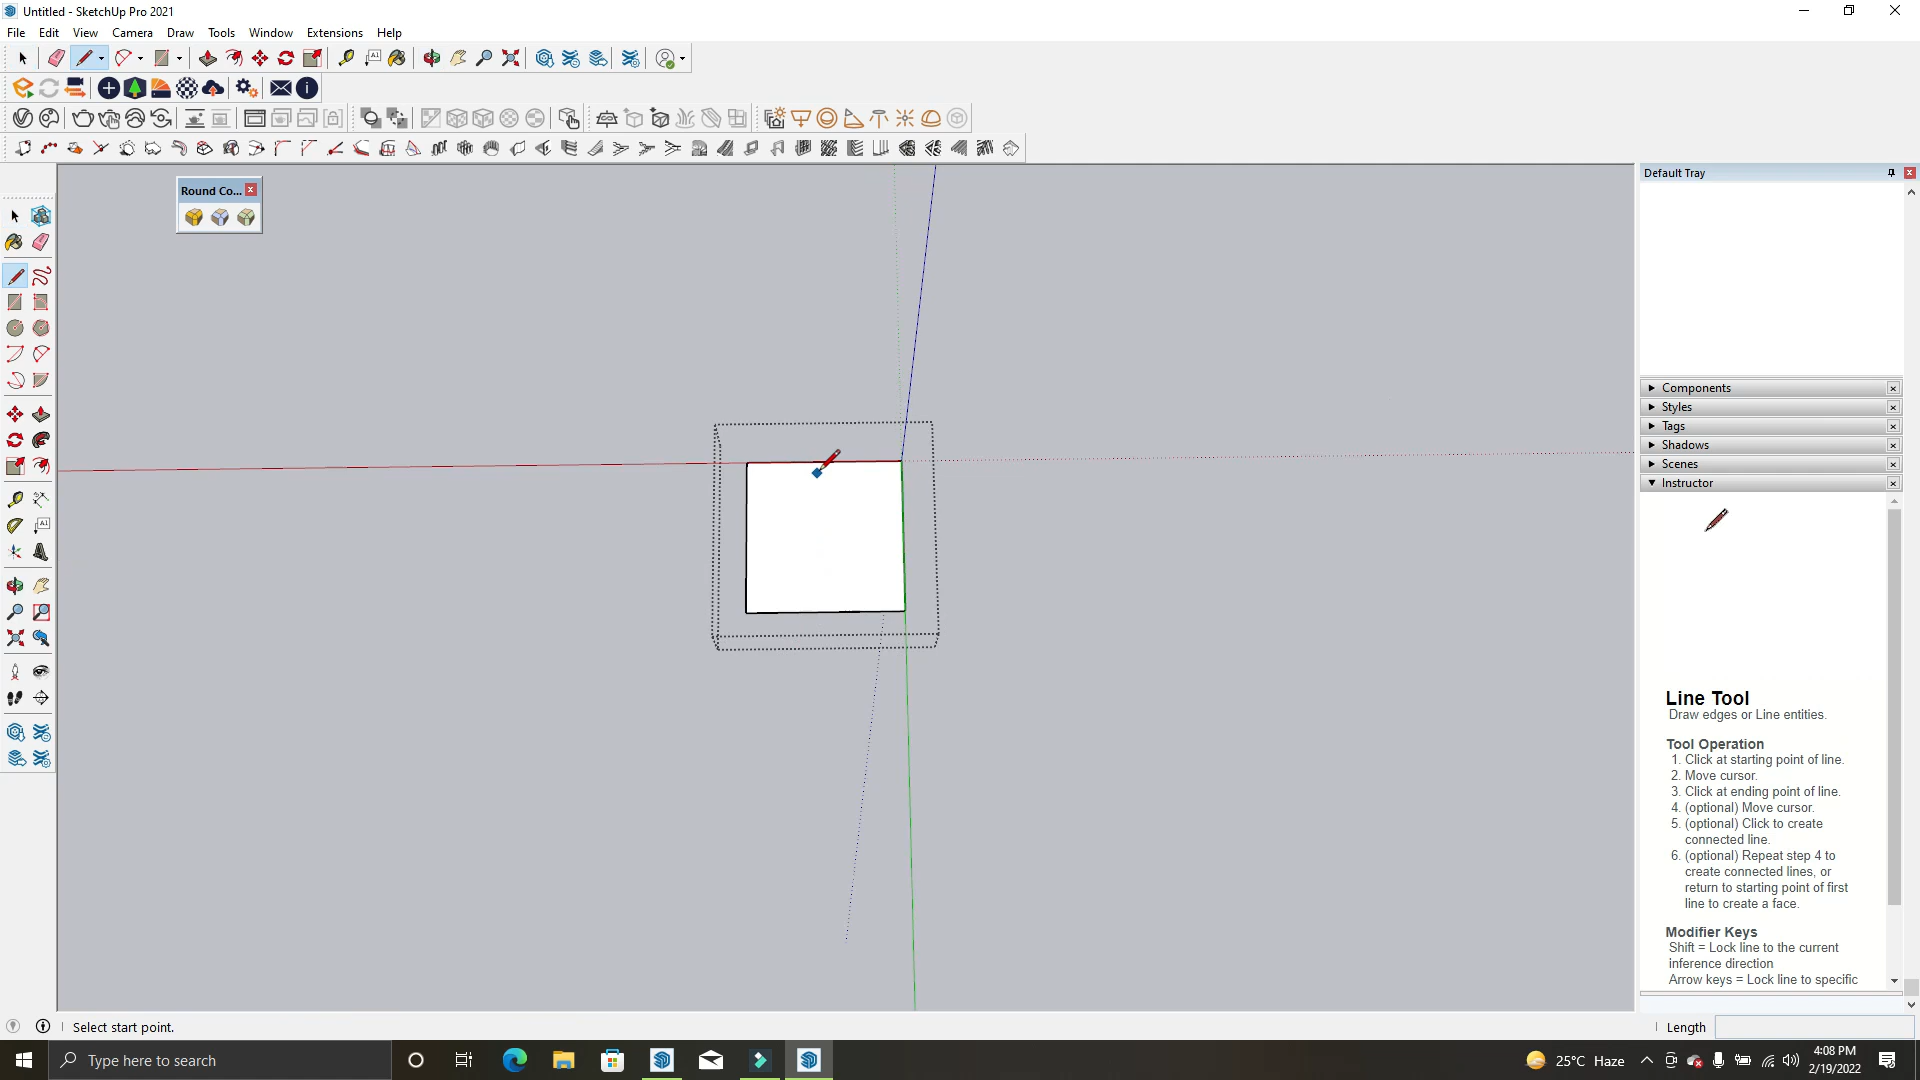 Untitled - SketchUp Pro 2021
File Edit View Camera Draw Tools Window Extensions Help
Round Co...
Default Tray
Components
Styles
Tags
Shadows
Scenes
Instructor
Line Tool
Draw edges or Line entities.
Tool Operation
1. Click at starting point of line.
2. Move cursor.
3. Click at ending point of line.
4. (optional) Move cursor.
5. (optional) Click to create
connected line.
6. (optional) Repeat step 4 to
create connected lines, or
return to starting point of first
line to create a face.
Modifier Keys
Shift = Lock line to the current
inference direction
Arrow keys = Lock line to specific
Select start point.
Length
Type here to search
25°C Haze
4:08 PM
2/19/2022